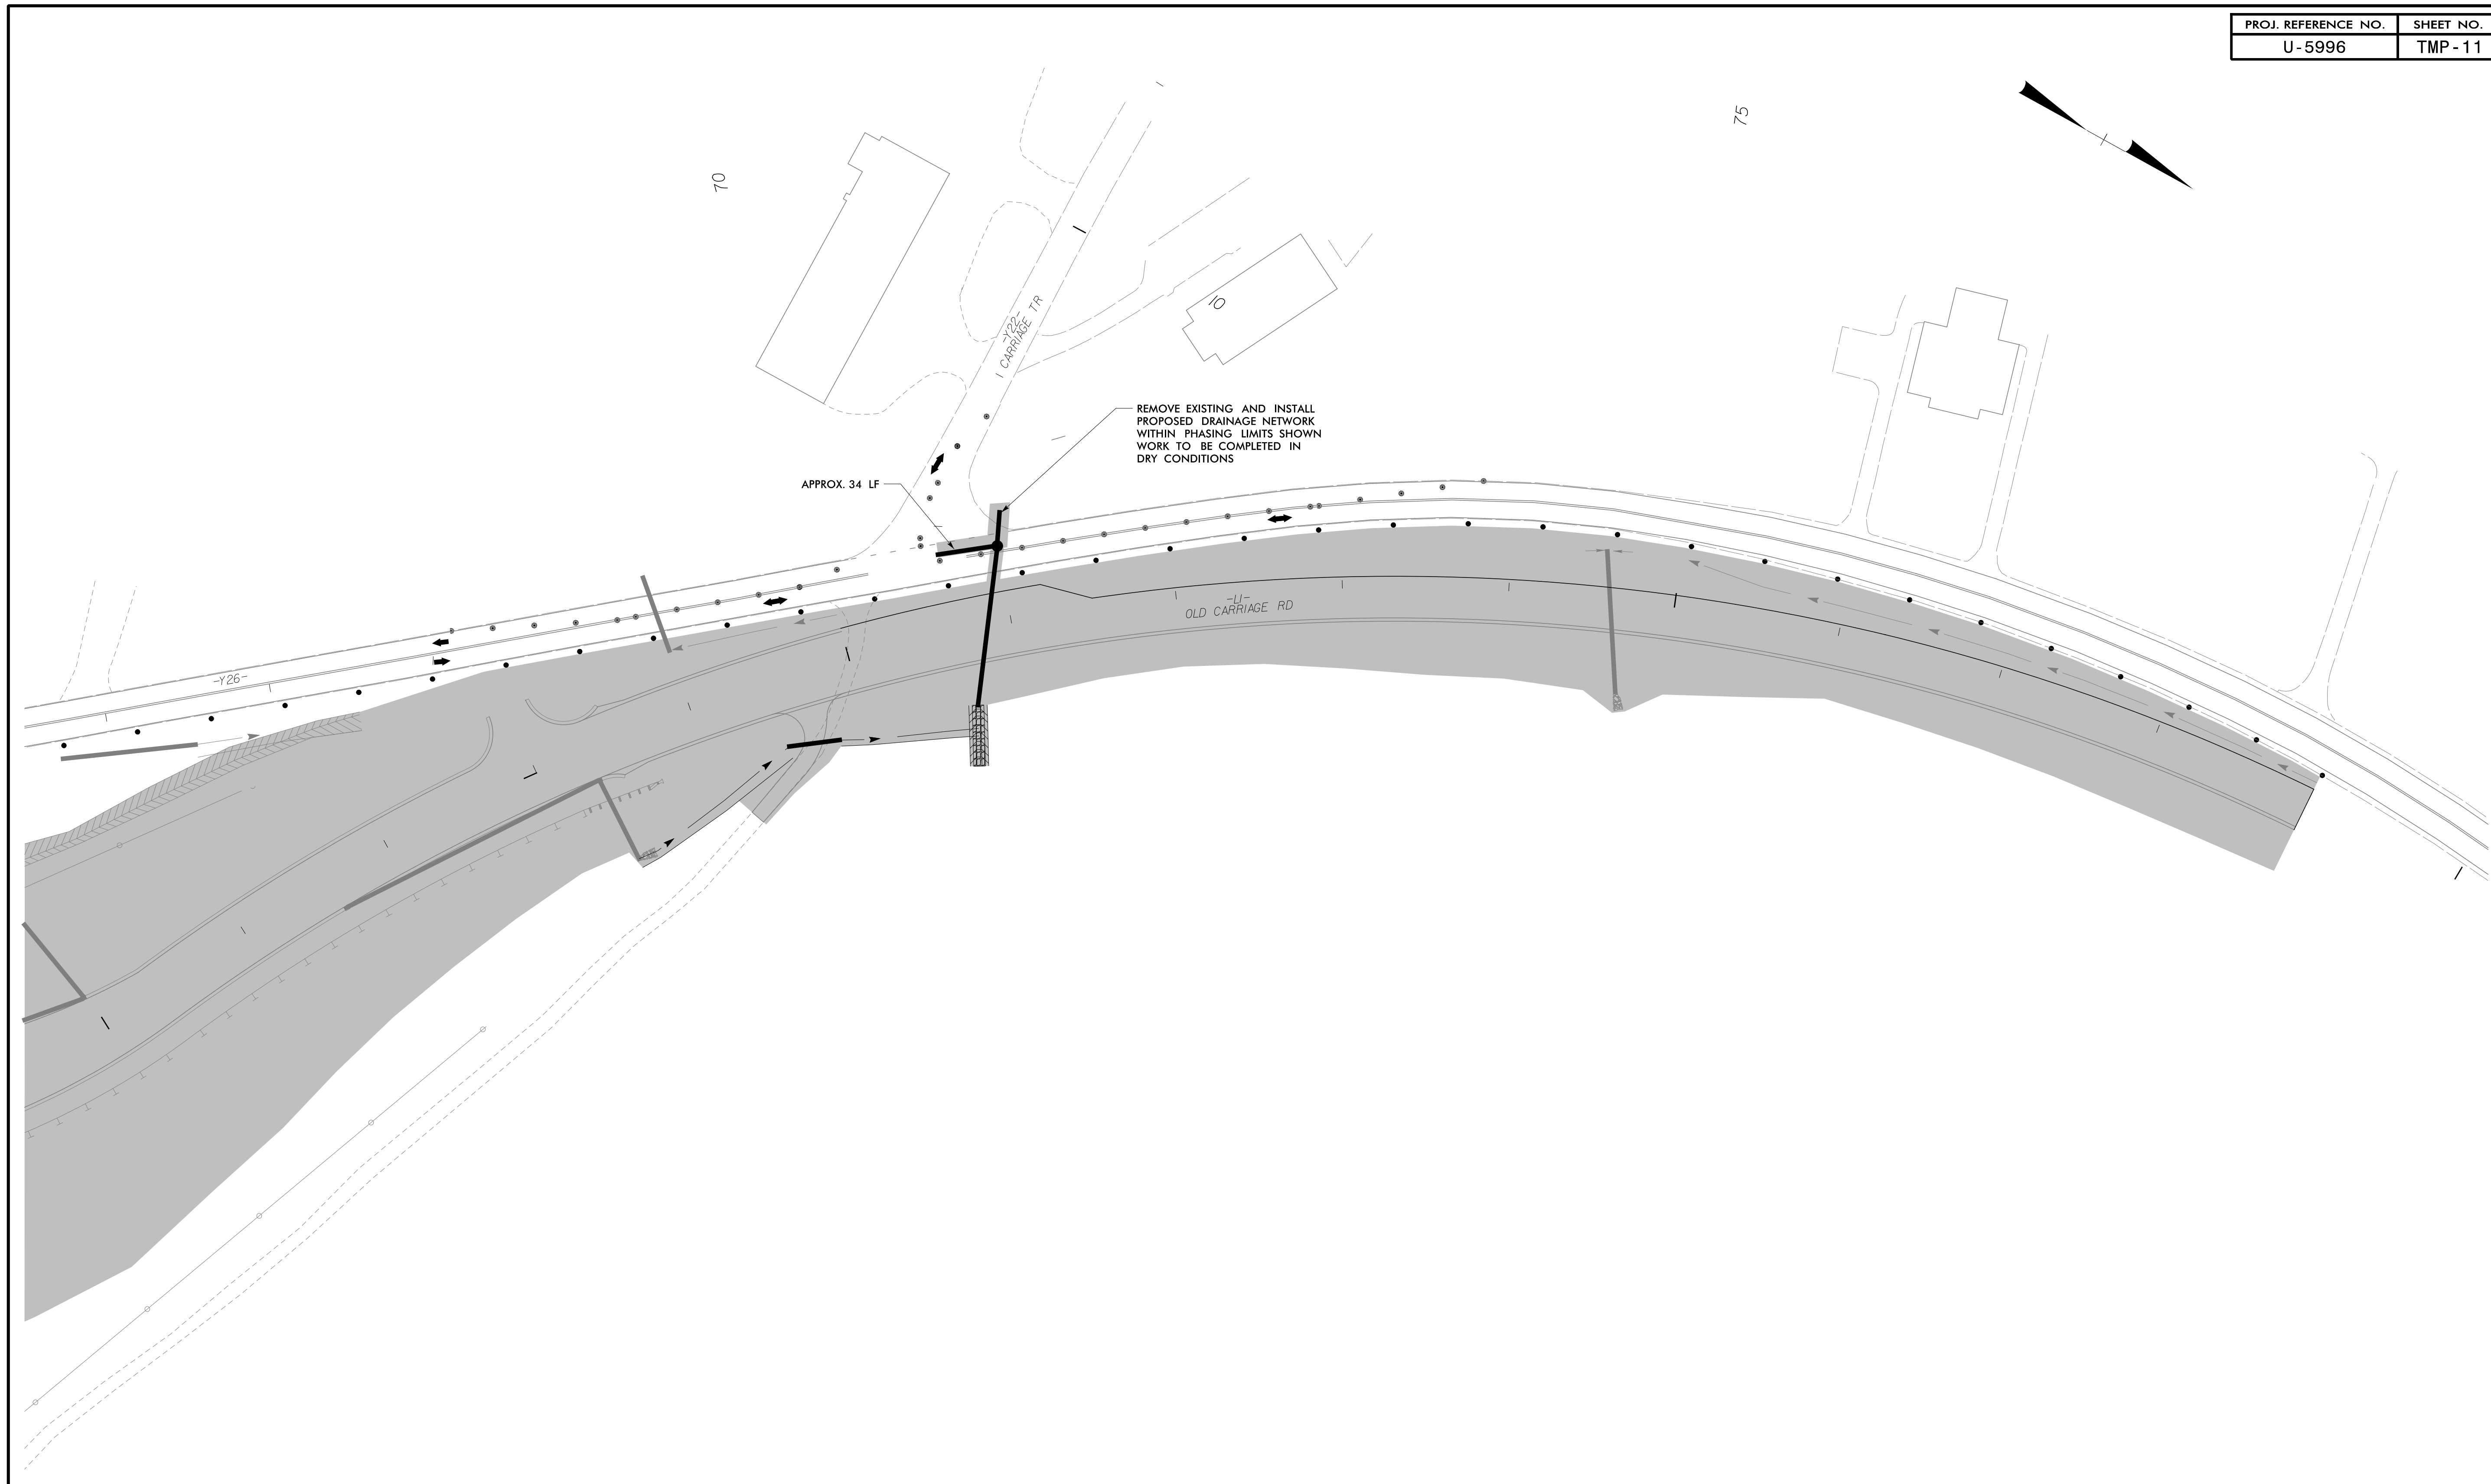 PROJ. REFERENCE NO. SHEET NO.
U-5996 TMP-11
75
70
10
-Y22-
CARRIAGE TR
REMOVE EXISTING AND INSTALL
PROPOSED DRAINAGE NETWORK
WITHIN PHASING LIMITS SHOWN
WORK TO BE COMPLETED IN
DRY CONDITIONS
APPROX. 34 LF
-L1-
OLD CARRIAGE RD
-Y26-